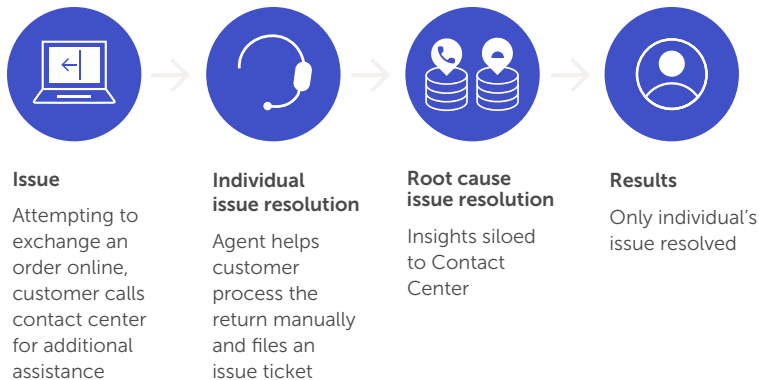 Issue
Attempting to
exchange an
order online,
customer calls
contact center
for additional
assistance
Individual
issue resolution
Agent helps
customer
process the
return manually
and files an
issue ticket
Root cause
issue resolution
Insights siloed
to Contact
Center
Results
Only individual’s
issue resolved